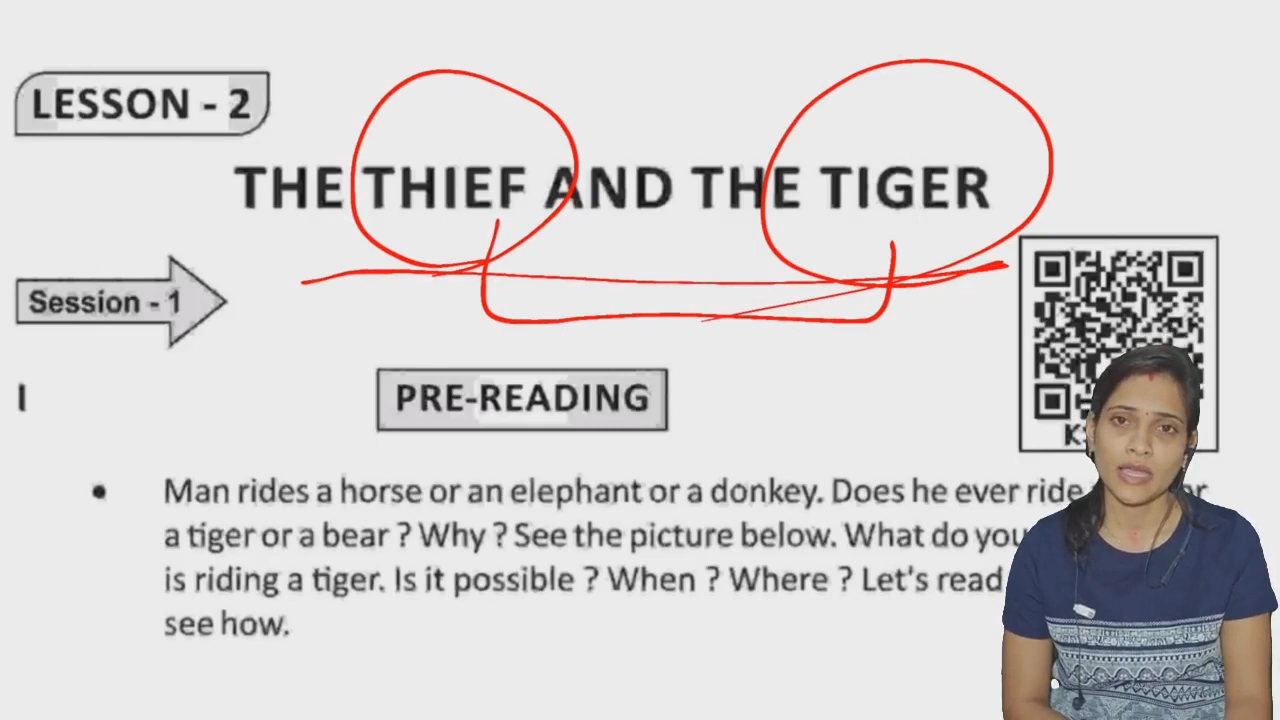 LESSON - 2
THE THIEF AND THE TIGER
Session - 1
I
PRE-READING
• Man rides a horse or an elephant or a donkey. Does he ever ride
a tiger or a bear ? Why ? See the picture below. What do you
is riding a tiger. Is it possible ? When ? Where ? Let's read
see how.